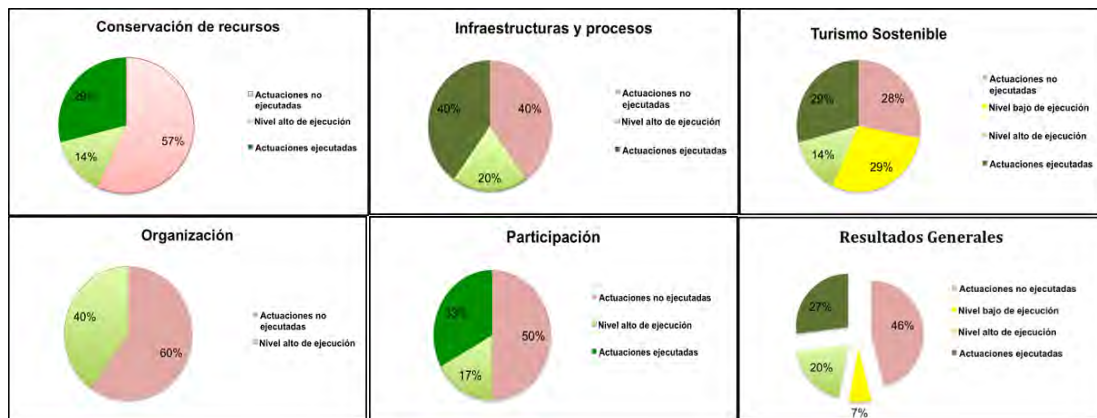 Conservación de recursos
29%
14%
57%
Actuaciones no
ejecutadas
Nivel alto de ejecución
Actuaciones ejecutadas
Infraestructuras y procesos
40%
40%
20%
Actuaciones no
ejecutadas
Nivel alto de ejecución
Actuaciones ejecutadas
Turismo Sostenible
29%
28%
14%
29%
Actuaciones no
ejecutadas
Nivel bajo de ejecución
Nivel alto de ejecución
Actuaciones ejecutadas
Organización
40%
60%
Actuaciones no
ejecutadas
Nivel alto de ejecución
Participación
33%
50%
17%
Actuaciones no ejecutadas
Nivel alto de ejecución
Actuaciones ejecutadas
Resultados Generales
27%
46%
20%
7%
Actuaciones no ejecutadas
Nivel bajo de ejecución
Nivel alto de ejecución
Actuaciones ejecutadas